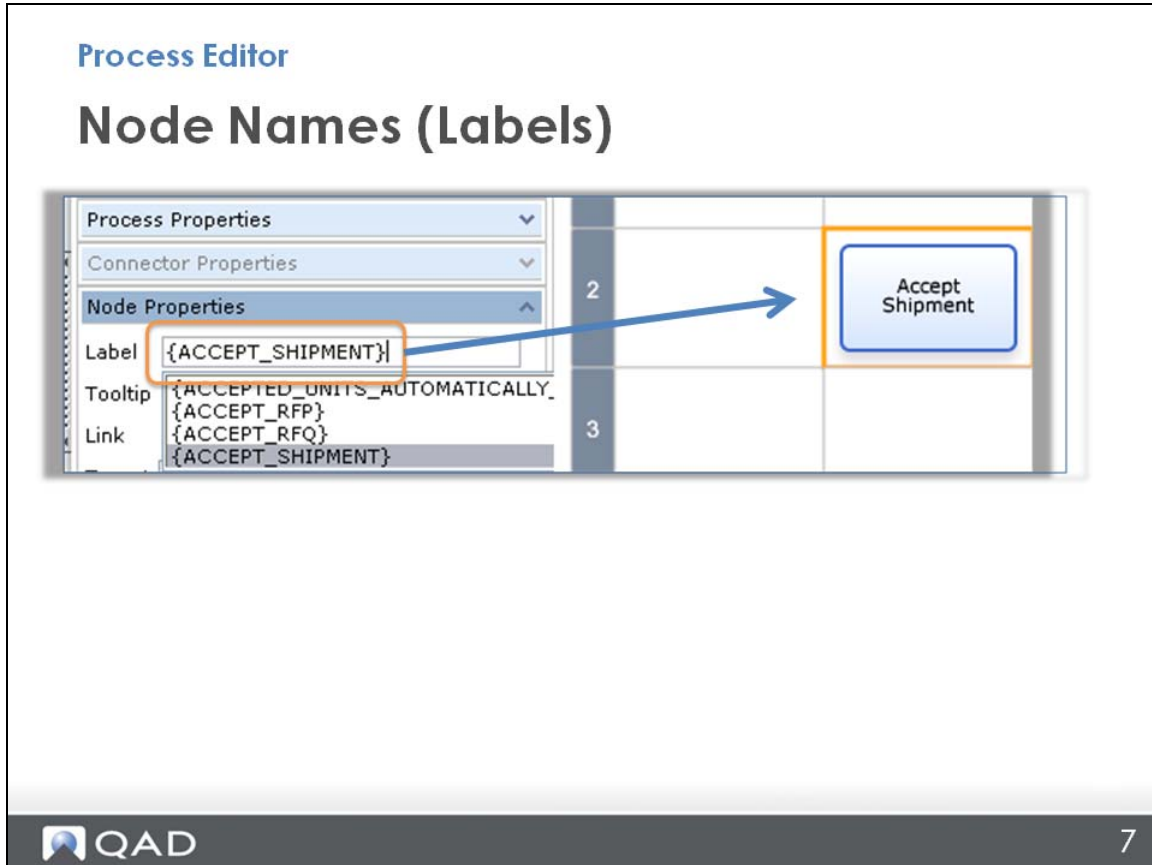 Process Editor
Node Names (Labels)
Process Properties
Connector Properties
Node Properties
Label {ACCEPT_SHIPMENT}
Tooltip {ACCEPTED_UNITS_AUTOMATICALLY_
{ACCEPT_RFP}
Link {ACCEPT_RFQ}
{ACCEPT_SHIPMENT}
2
Accept
Shipment
3
QAD
7